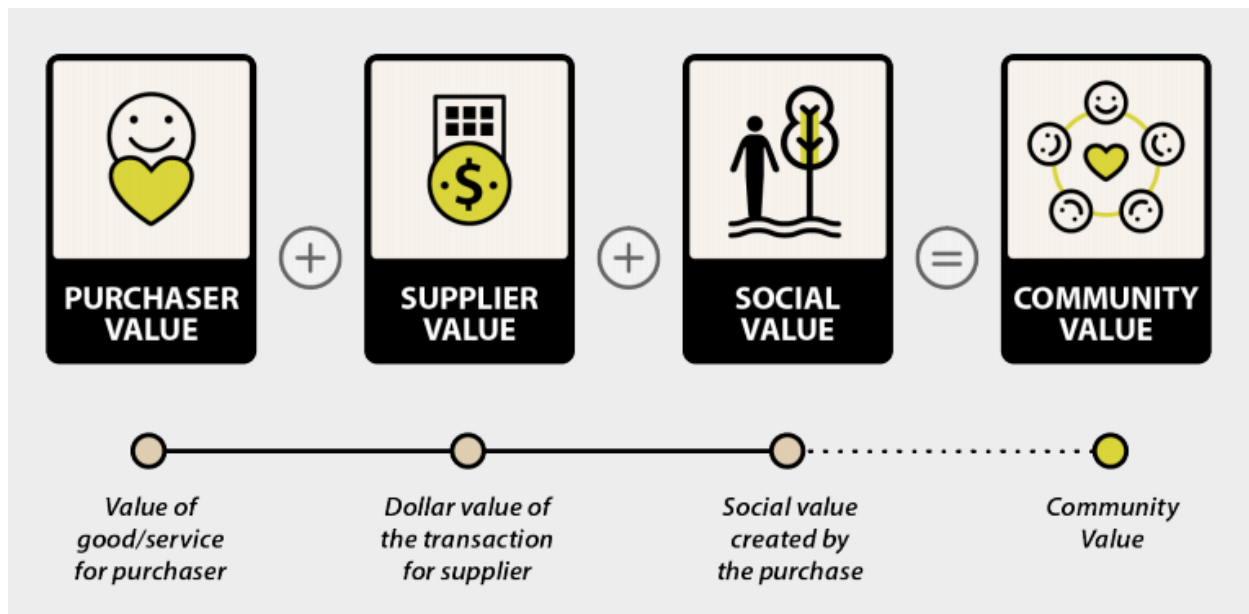 $
+
+
=
PURCHASER
VALUE
SUPPLIER
VALUE
SOCIAL
VALUE
COMMUNITY
VALUE
Value of
good/service
for purchaser
Dollar value of
the transaction
for supplier
Social value
created by
the purchase
Community
Value